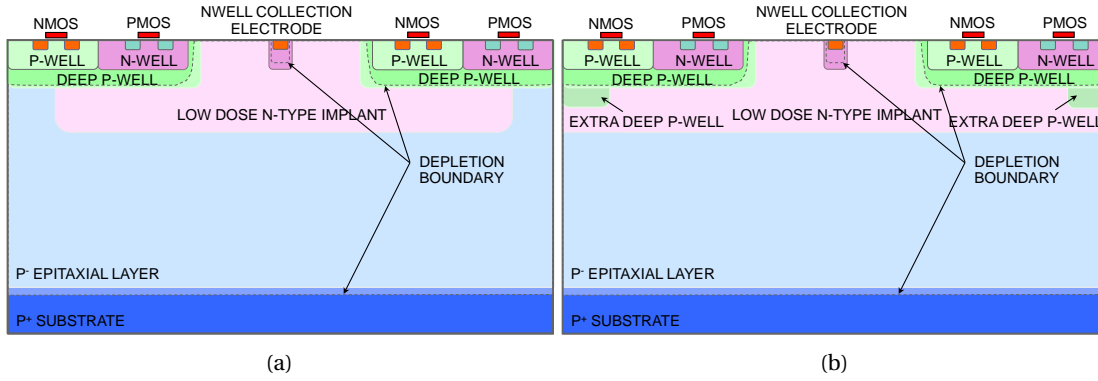 NMOS PMOS NWELL COLLECTION ELECTRODE NMOS PMOS
P-WELL N-WELL P-WELL N-WELL
DEEP P-WELL DEEP P-WELL
LOW DOSE N-TYPE IMPLANT
DEPLETION
BOUNDARY
P- EPITAXIAL LAYER
P+ SUBSTRATE
(a)
NMOS PMOS NWELL COLLECTION ELECTRODE NMOS PMOS
P-WELL N-WELL P-WELL N-WELL
DEEP P-WELL DEEP P-WELL
EXTRA DEEP P-WELL LOW DOSE N-TYPE IMPLANT EXTRA DEEP P-WELL
DEPLETION
BOUNDARY
P- EPITAXIAL LAYER
P+ SUBSTRATE
(b)